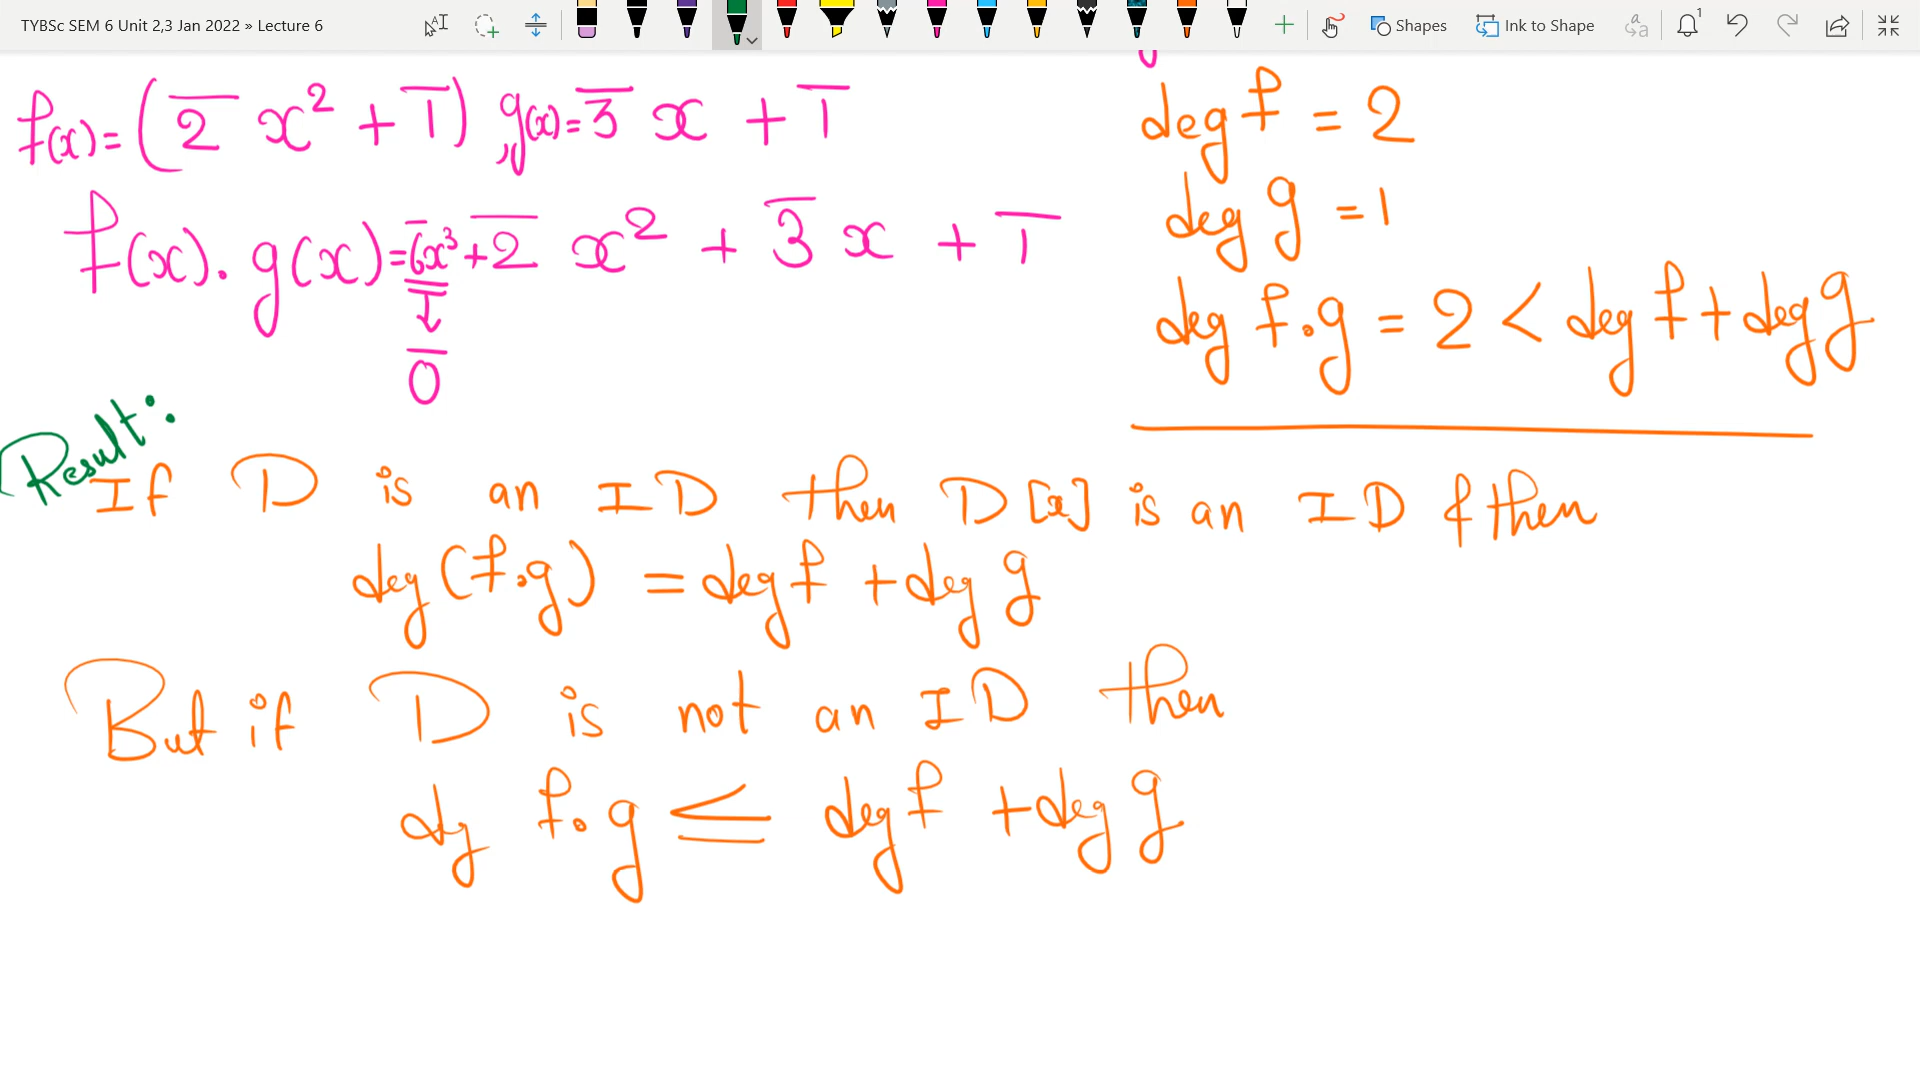 TYBSc SEM 6 Unit 2,3 Jan 2022 » Lecture 6
Shapes
Ink to Shape
f(x) = (2̅ x² + 1̅) , g(x) = 3̅ x + 1̅
f(x) . g(x) = 6̅x³ + 2̅ x² + 3̅ x + 1̅
↓
0̅
deg f = 2
deg g = 1
deg f.g = 2 < deg f + deg g
Result :
If D is an ID then D[x] is an ID & then
deg (f.g) = deg f + deg g
But if D is not an ID then
deg f.g ≤ deg f + deg g